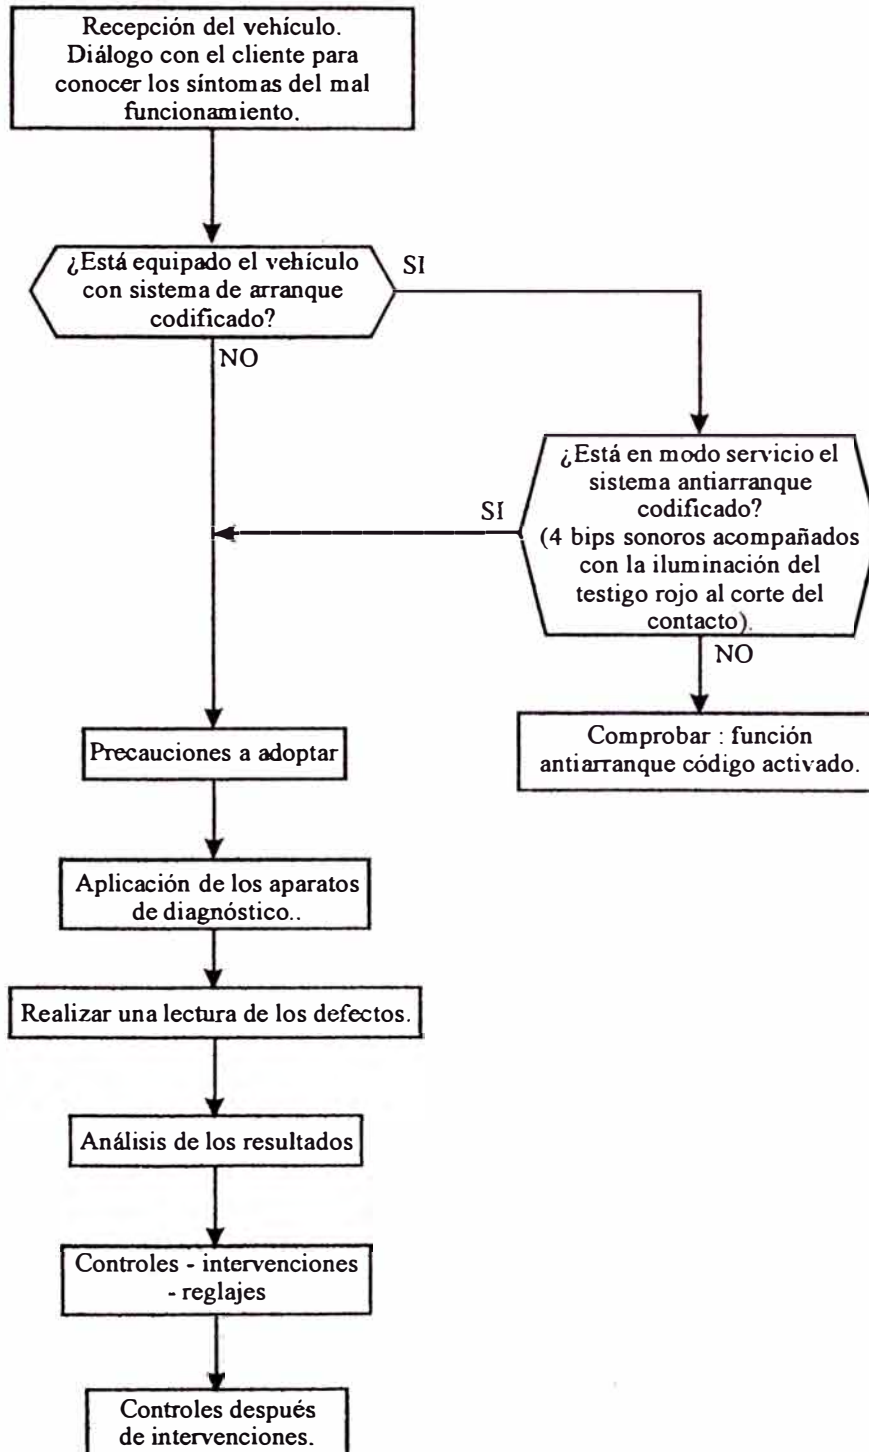 Recepción del vehículo.
Diálogo con el cliente para
conocer los síntomas del mal
funcionamiento.
¿Está equipado el vehículo
con sistema de arranque
codificado?
SI
NO
¿Está en modo servicio el
sistema antiarranque
codificado?
(4 bips sonoros acompañados
con la iluminación del
testigo rojo al corte del
contacto).
SI
NO
Comprobar : función
antiarranque código activado.
Precauciones a adoptar
Aplicación de los aparatos
de diagnóstico..
Realizar una lectura de los defectos.
Análisis de los resultados
Controles - intervenciones
- reglajes
Controles después
de intervenciones.